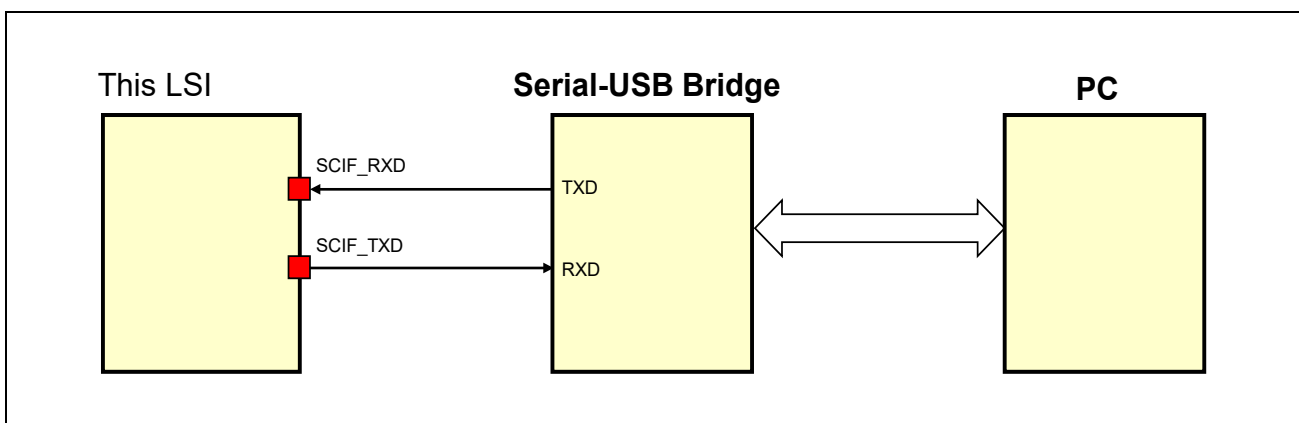 This LSI
Serial-USB Bridge
PC
SCIF_RXD
TXD
SCIF_TXD
RXD